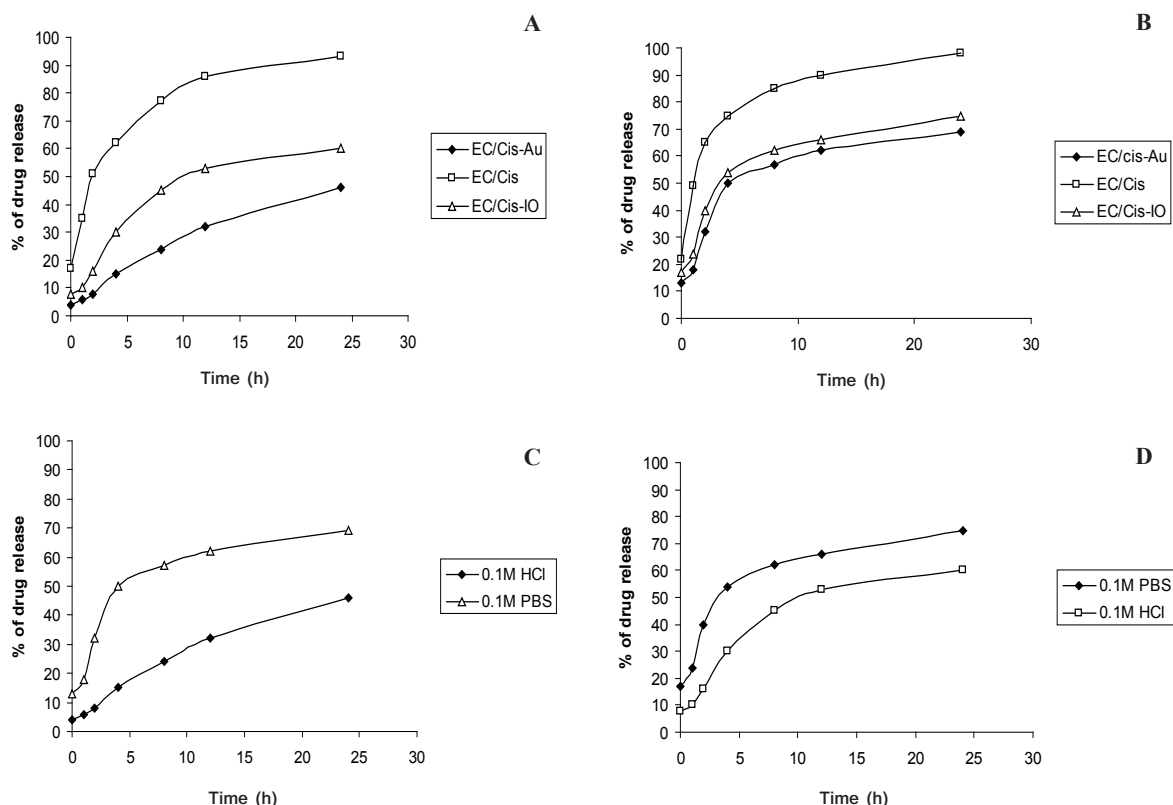 A
% of drug release
100
90
80
70
60
50
40
30
20
10
0
0 5 10 15 20 25 30
Time (h)
EC/Cis-Au
EC/Cis
EC/Cis-IO
B
% of drug release
100
90
80
70
60
50
40
30
20
10
0
0 10 20 30
Time (h)
EC/cis-Au
EC/Cis
EC/Cis-IO
C
% of drug release
100
90
80
70
60
50
40
30
20
10
0
0 5 10 15 20 25 30
Time (h)
0.1M HCl
0.1M PBS
D
% of drug release
100
90
80
70
60
50
40
30
20
10
0
0 5 10 15 20 25 30
Time (h)
0.1M PBS
0.1M HCl